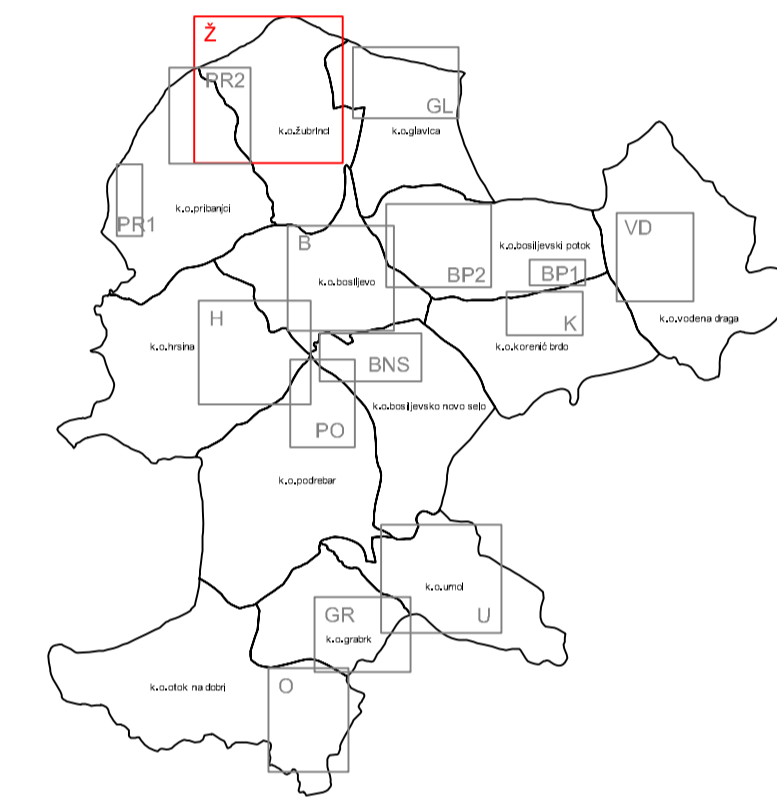 Ž
PR2
GL
k.o.žubrinci
k.o.glavica
k.o.pribanjci
PR1
VD
B
k.o.bosiljevski potok
BP2
BP1
k.o.bosiljevo
H
K
k.o.vodena draga
k.o.hrsina
k.o.korenić brdo
BNS
k.o.bosiljevsko novo selo
PO
k.o.podrebar
k.o.umol
GR
U
k.o.grabrk
O
k.o.otok na dobri